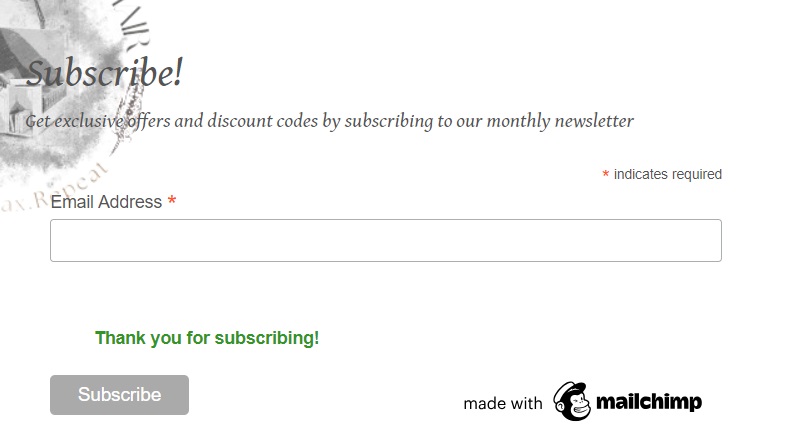 Subscribe!
Get exclusive offers and discount codes by subscribing to our monthly newsletter
* indicates required
Email Address *
Thank you for subscribing!
Subscribe
made with mailchimp